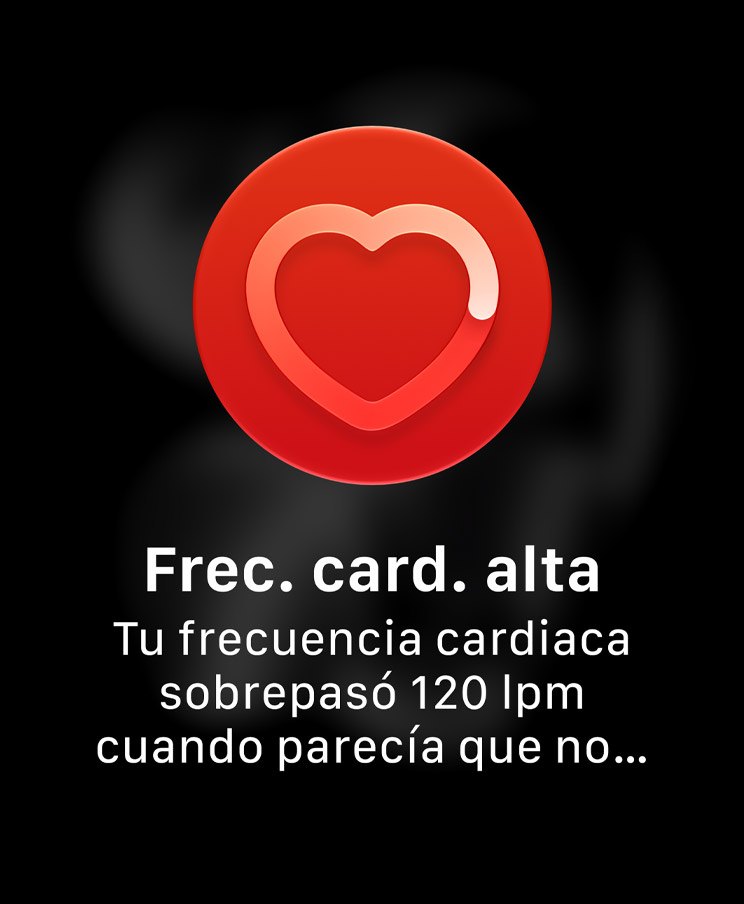 Frec. card. alta
Tu frecuencia cardiaca
sobrepasó 120 lpm
cuando parecía que no...